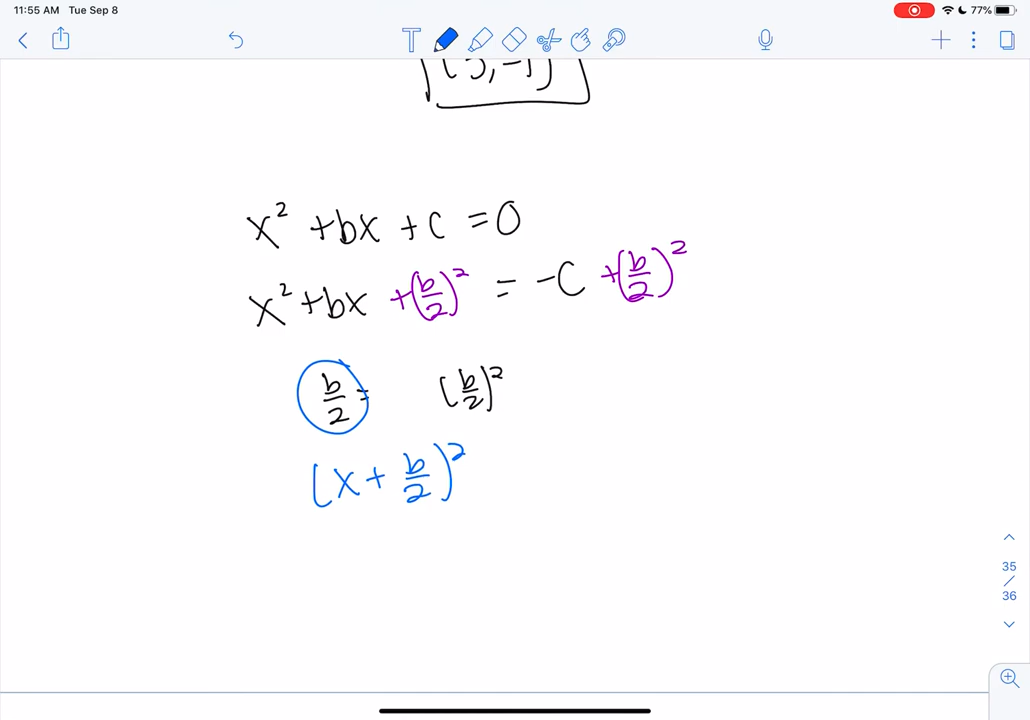 11:55 AM Tue Sep 8
77%
T
x² + bx + c = 0
x² + bx + (b/2)² = -c + (b/2)²
b/2 = (b/2)²
(x + b/2)²
35
/
36